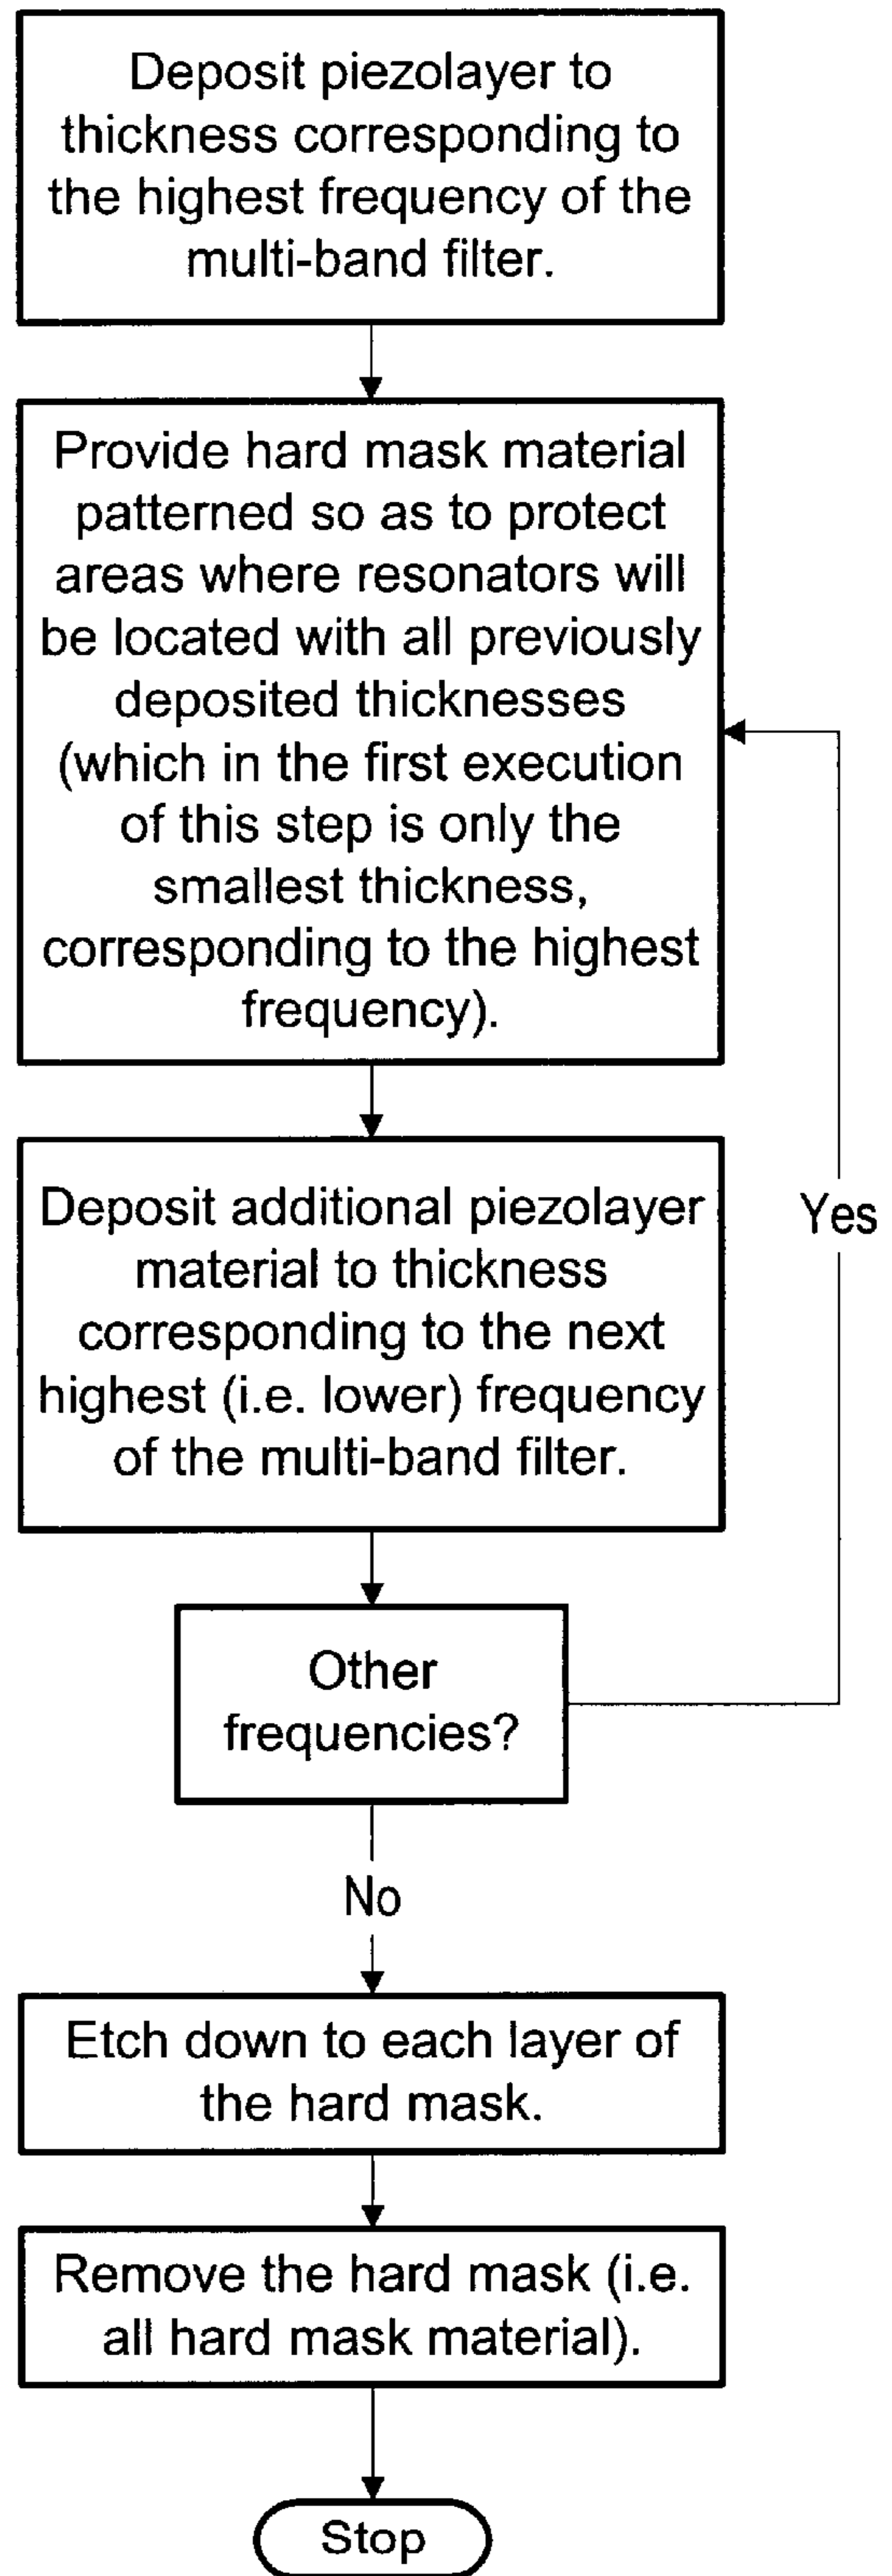 Deposit piezolayer to
thickness corresponding to
the highest frequency of the
multi-band filter.
Provide hard mask material
patterned so as to protect
areas where resonators will
be located with all previously
deposited thicknesses
(which in the first execution
of this step is only the
smallest thickness,
corresponding to the highest
frequency).
Deposit additional piezolayer
material to thickness
corresponding to the next
highest (i.e. lower) frequency
of the multi-band filter.
Yes
Other
frequencies?
No
Etch down to each layer of
the hard mask.
Remove the hard mask (i.e.
all hard mask material).
Stop